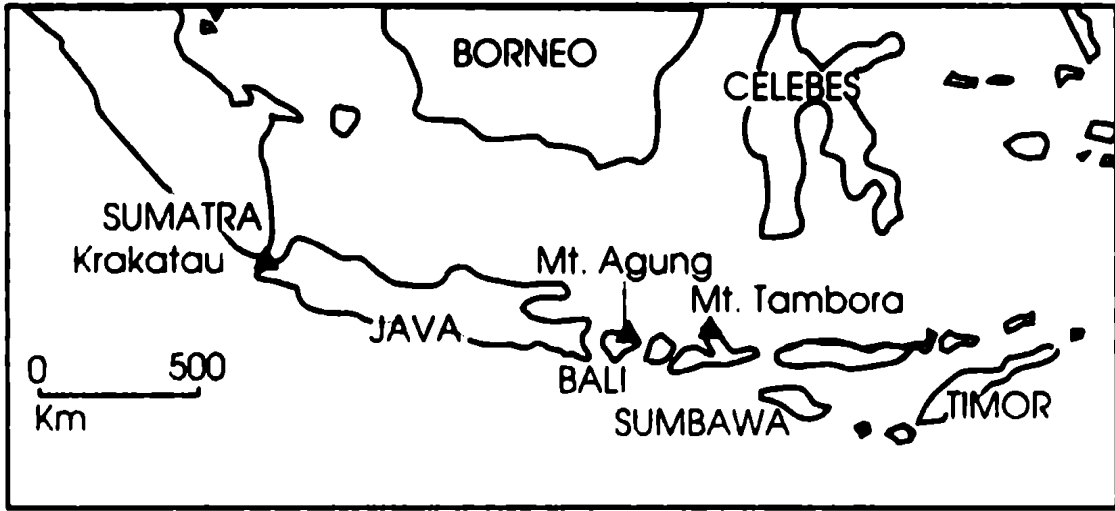 BORNEO
CELEBES
SUMATRA
Krakatau
Mt. Agung
Mt. Tambora
JAVA
0 500
Km
BALI
SUMBAWA
TIMOR